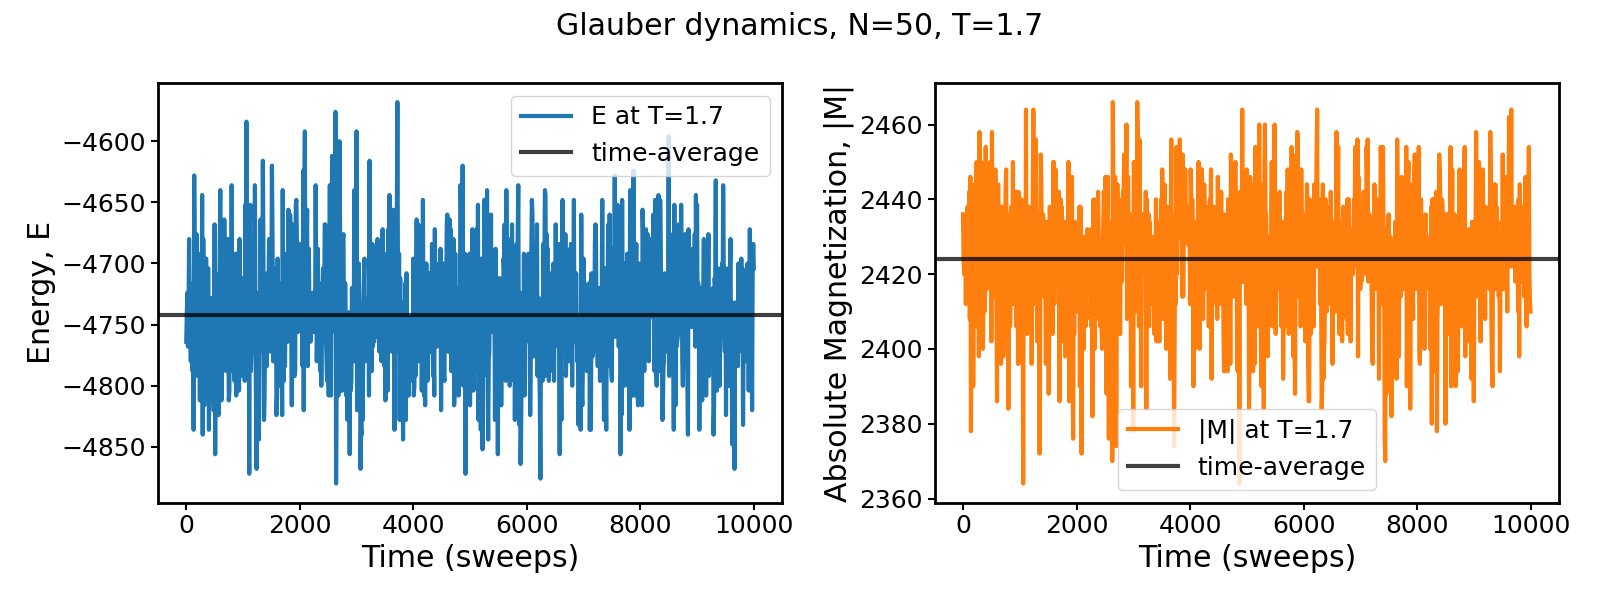 Glauber dynamics, N=50, T=1.7
Energy, E
−4600
−4650
−4700
−4750
−4800
−4850
E at T=1.7
time-average
0 2000 4000 6000 8000 10000
Time (sweeps)
Absolute Magnetization, |M|
2460
2440
2420
2400
2380
2360
|M| at T=1.7
time-average
0 2000 4000 6000 8000 10000
Time (sweeps)